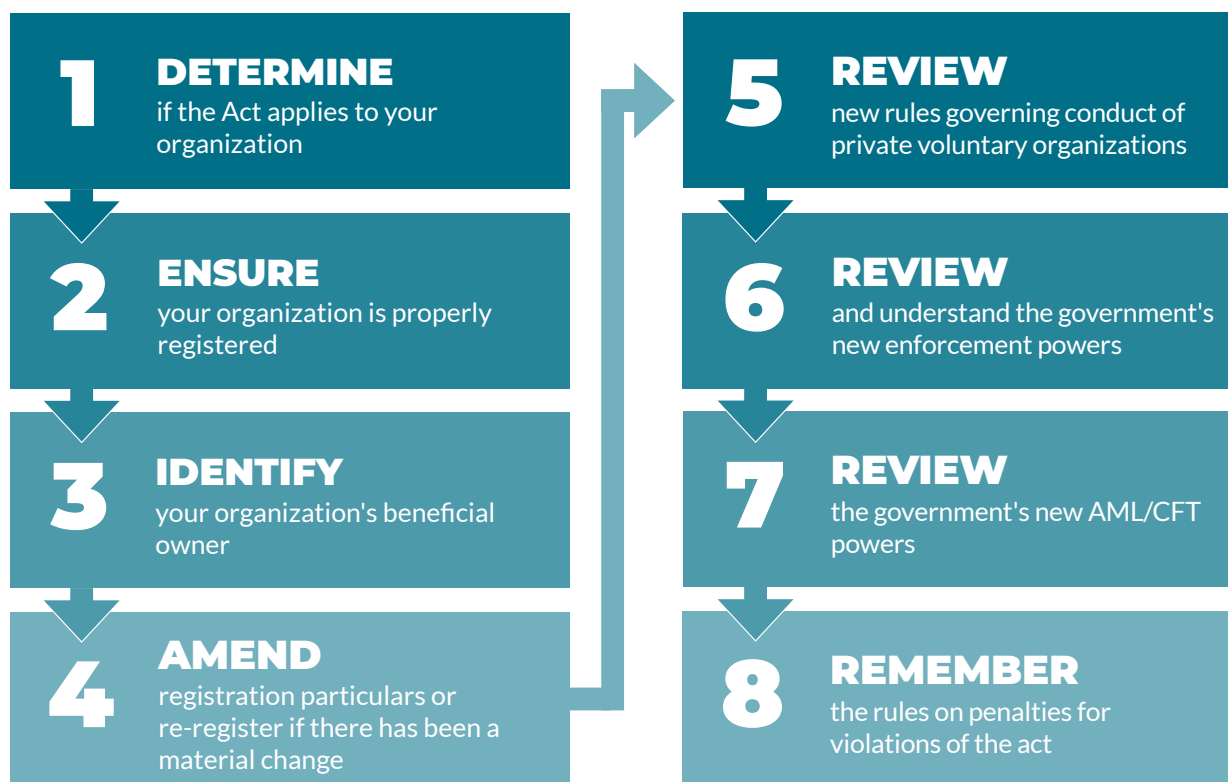 1
DETERMINE
if the Act applies to your
organization
2
ENSURE
your organization is properly
registered
3
IDENTIFY
your organization's beneficial
owner
4
AMEND
registration particulars or
re-register if there has been a
material change
5
REVIEW
new rules governing conduct of
private voluntary organizations
6
REVIEW
and understand the government's
new enforcement powers
7
REVIEW
the government's new AML/CFT
powers
8
REMEMBER
the rules on penalties for
violations of the act